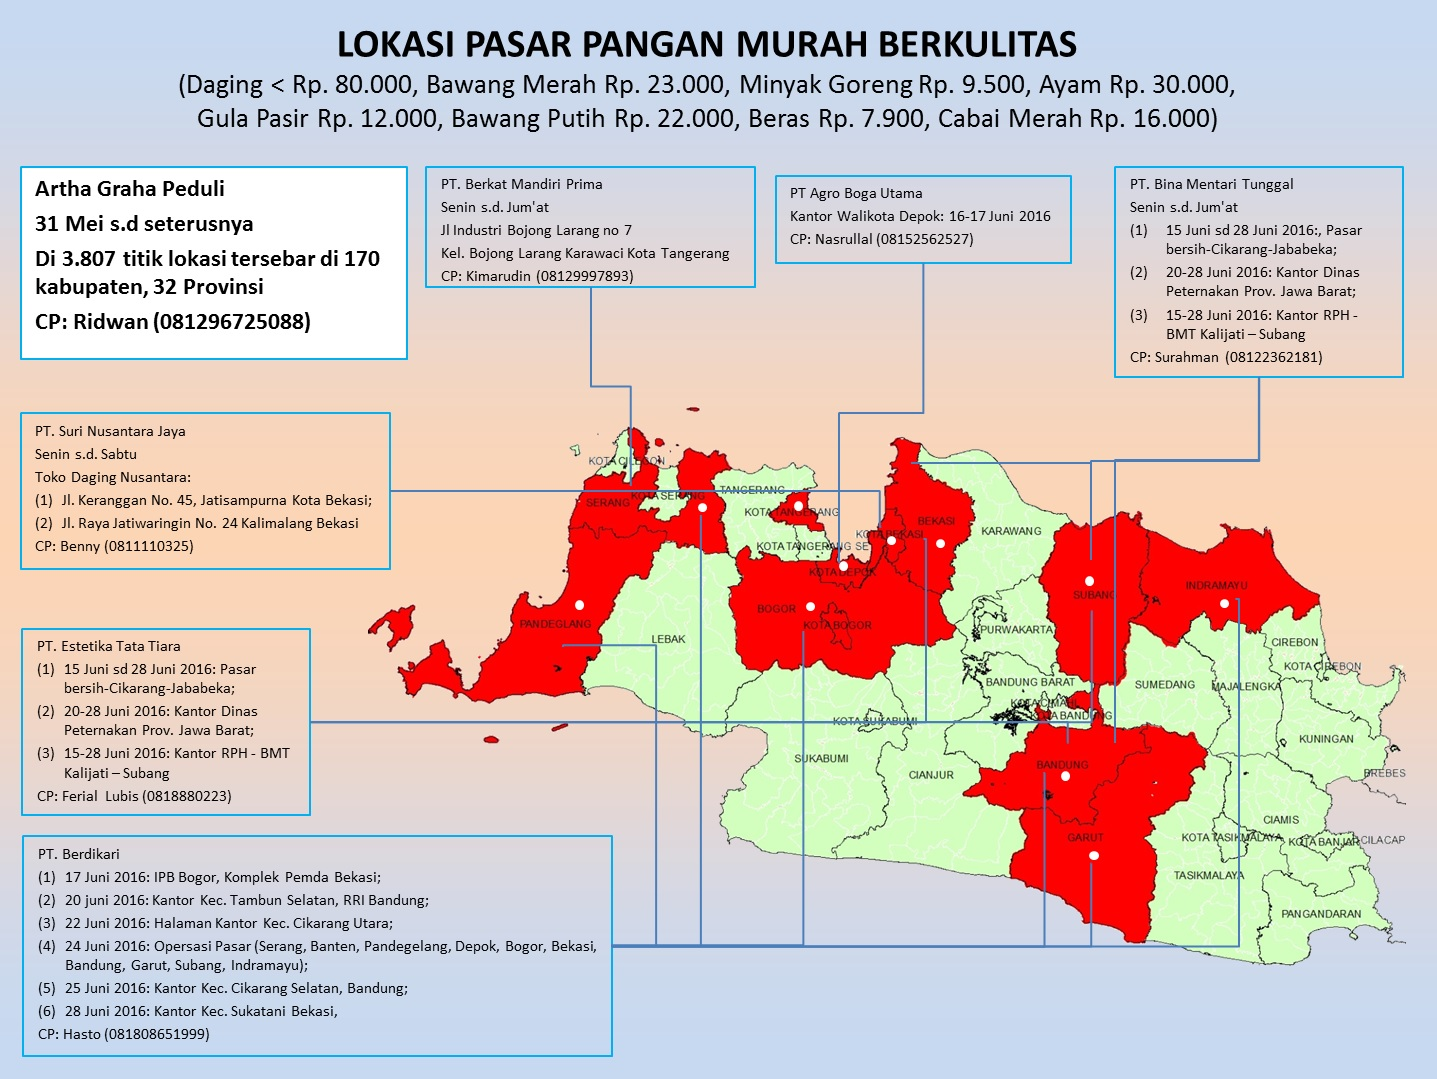 LOKASI PASAR PANGAN MURAH BERKULITAS
(Daging < Rp. 80.000, Bawang Merah Rp. 23.000, Minyak Goreng Rp. 9.500, Ayam Rp. 30.000,
Gula Pasir Rp. 12.000, Bawang Putih Rp. 22.000, Beras Rp. 7.900, Cabai Merah Rp. 16.000)
Artha Graha Peduli
31 Mei s.d seterusnya
Di 3.807 titik lokasi tersebar di 170
kabupaten, 32 Provinsi
CP: Ridwan (081296725088)
PT. Berkat Mandiri Prima
Senin s.d. Jum'at
Jl Industri Bojong Larang no 7
Kel. Bojong Larang Karawaci Kota Tangerang
CP: Kimarudin (08129997893)
PT Agro Boga Utama
Kantor Walikota Depok: 16-17 Juni 2016
CP: Nasrullal (08152562527)
PT. Bina Mentari Tunggal
Senin s.d. Jum'at
(1) 15 Juni sd 28 Juni 2016:, Pasar
bersih-Cikarang-Jababeka;
(2) 20-28 Juni 2016: Kantor Dinas
Peternakan Prov. Jawa Barat;
(3) 15-28 Juni 2016: Kantor RPH -
BMT Kalijati – Subang
CP: Surahman (08122362181)
PT. Suri Nusantara Jaya
Senin s.d. Sabtu
Toko Daging Nusantara:
(1) Jl. Keranggan No. 45, Jatisampurna Kota Bekasi;
(2) Jl. Raya Jatiwaringin No. 24 Kalimalang Bekasi
CP: Benny (0811110325)
PT. Estetika Tata Tiara
(1) 15 Juni sd 28 Juni 2016: Pasar
bersih-Cikarang-Jababeka;
(2) 20-28 Juni 2016: Kantor Dinas
Peternakan Prov. Jawa Barat;
(3) 15-28 Juni 2016: Kantor RPH - BMT
Kalijati – Subang
CP: Ferial Lubis (0818880223)
PT. Berdikari
(1) 17 Juni 2016: IPB Bogor, Komplek Pemda Bekasi;
(2) 20 juni 2016: Kantor Kec. Tambun Selatan, RRI Bandung;
(3) 22 Juni 2016: Halaman Kantor Kec. Cikarang Utara;
(4) 24 Juni 2016: Opersasi Pasar (Serang, Banten, Pandegelang, Depok, Bogor, Bekasi,
Bandung, Garut, Subang, Indramayu);
(5) 25 Juni 2016: Kantor Kec. Cikarang Selatan, Bandung;
(6) 28 Juni 2016: Kantor Kec. Sukatani Bekasi,
CP: Hasto (081808651999)
KOTA CILEGON
SERANG
KOTA SERANG
TANGERANG
KOTA TANGERANG
KOTA TANGERANG SE
KOTA BEKASI
BEKASI
KARAWANG
KOTA DEPOK
SUBANG
INDRAMAYU
PANDEGLANG
LEBAK
BOGOR
KOTA BOGOR
PURWAKARTA
CIREBON
KOTA CIREBON
BANDUNG BARAT
SUMEDANG
MAJALENGKA
KOTA CIMAHI
KOTA BANDUNG
KOTA SUKABUMI
SUKABUMI
CIANJUR
BANDUNG
KUNINGAN
BREBES
GARUT
CIAMIS
KOTA TASIKMALAYA
KOTA BANJAR
CILACAP
TASIKMALAYA
PANGANDARAN